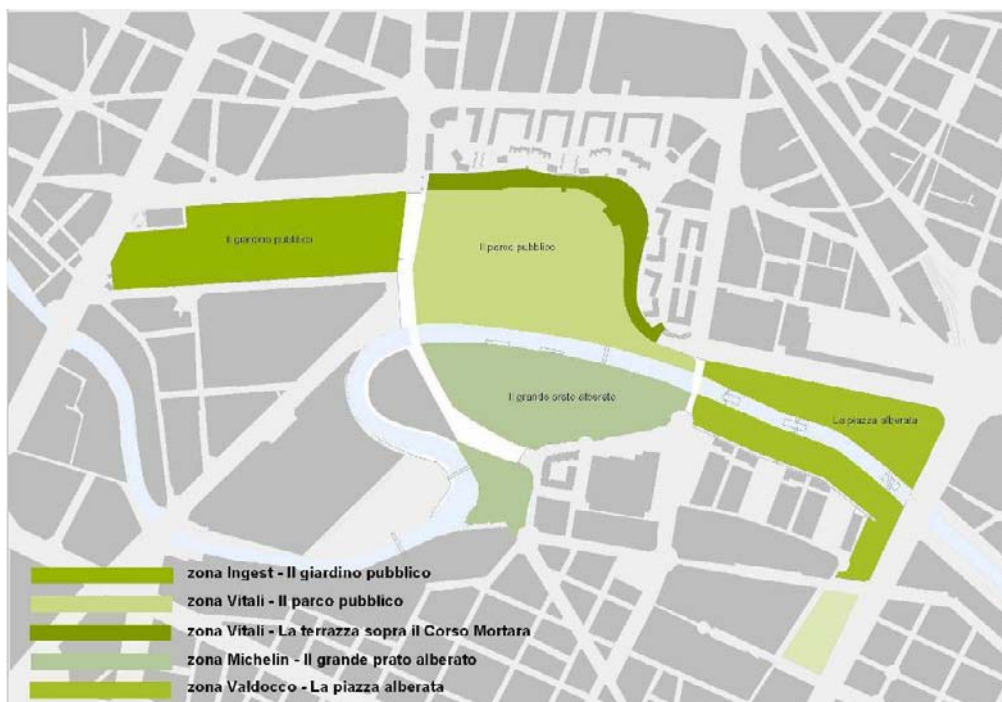 Il giardino pubblico
Il parco pubblico
Il grande prato alberato
La piazza alberata
zona Ingest - Il giardino pubblico
zona Vitali - Il parco pubblico
zona Vitali - La terrazza sopra il Corso Mortara
zona Michelin - Il grande prato alberato
zona Valdocco - La piazza alberata